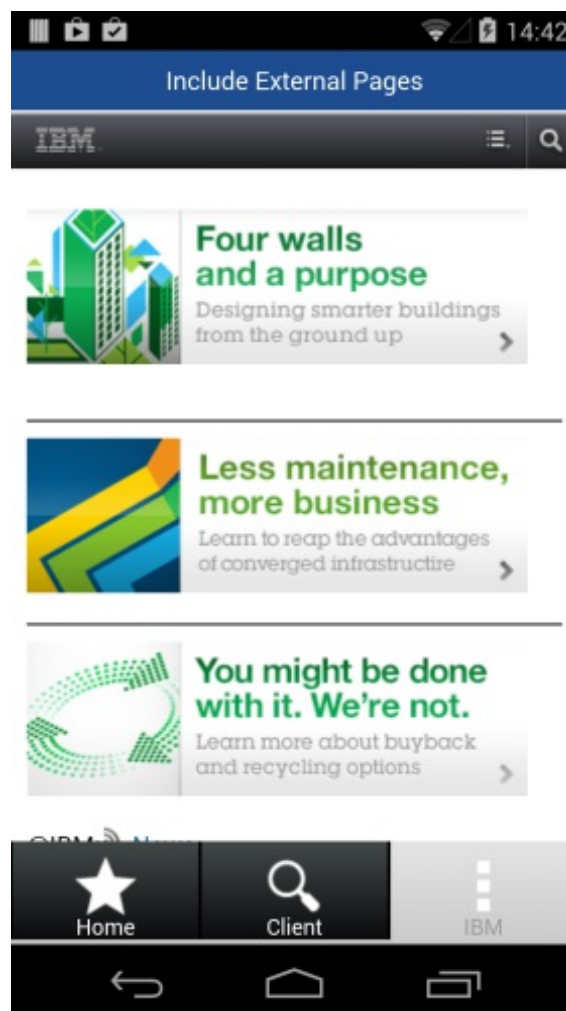 14:42
Include External Pages
IBM.
Four walls
and a purpose
Designing smarter buildings
from the ground up
Less maintenance,
more business
Learn to reap the advantages
of converged infrastructire
You might be done
with it. We're not.
Learn more about buyback
and recycling options
Home
Client
IBM